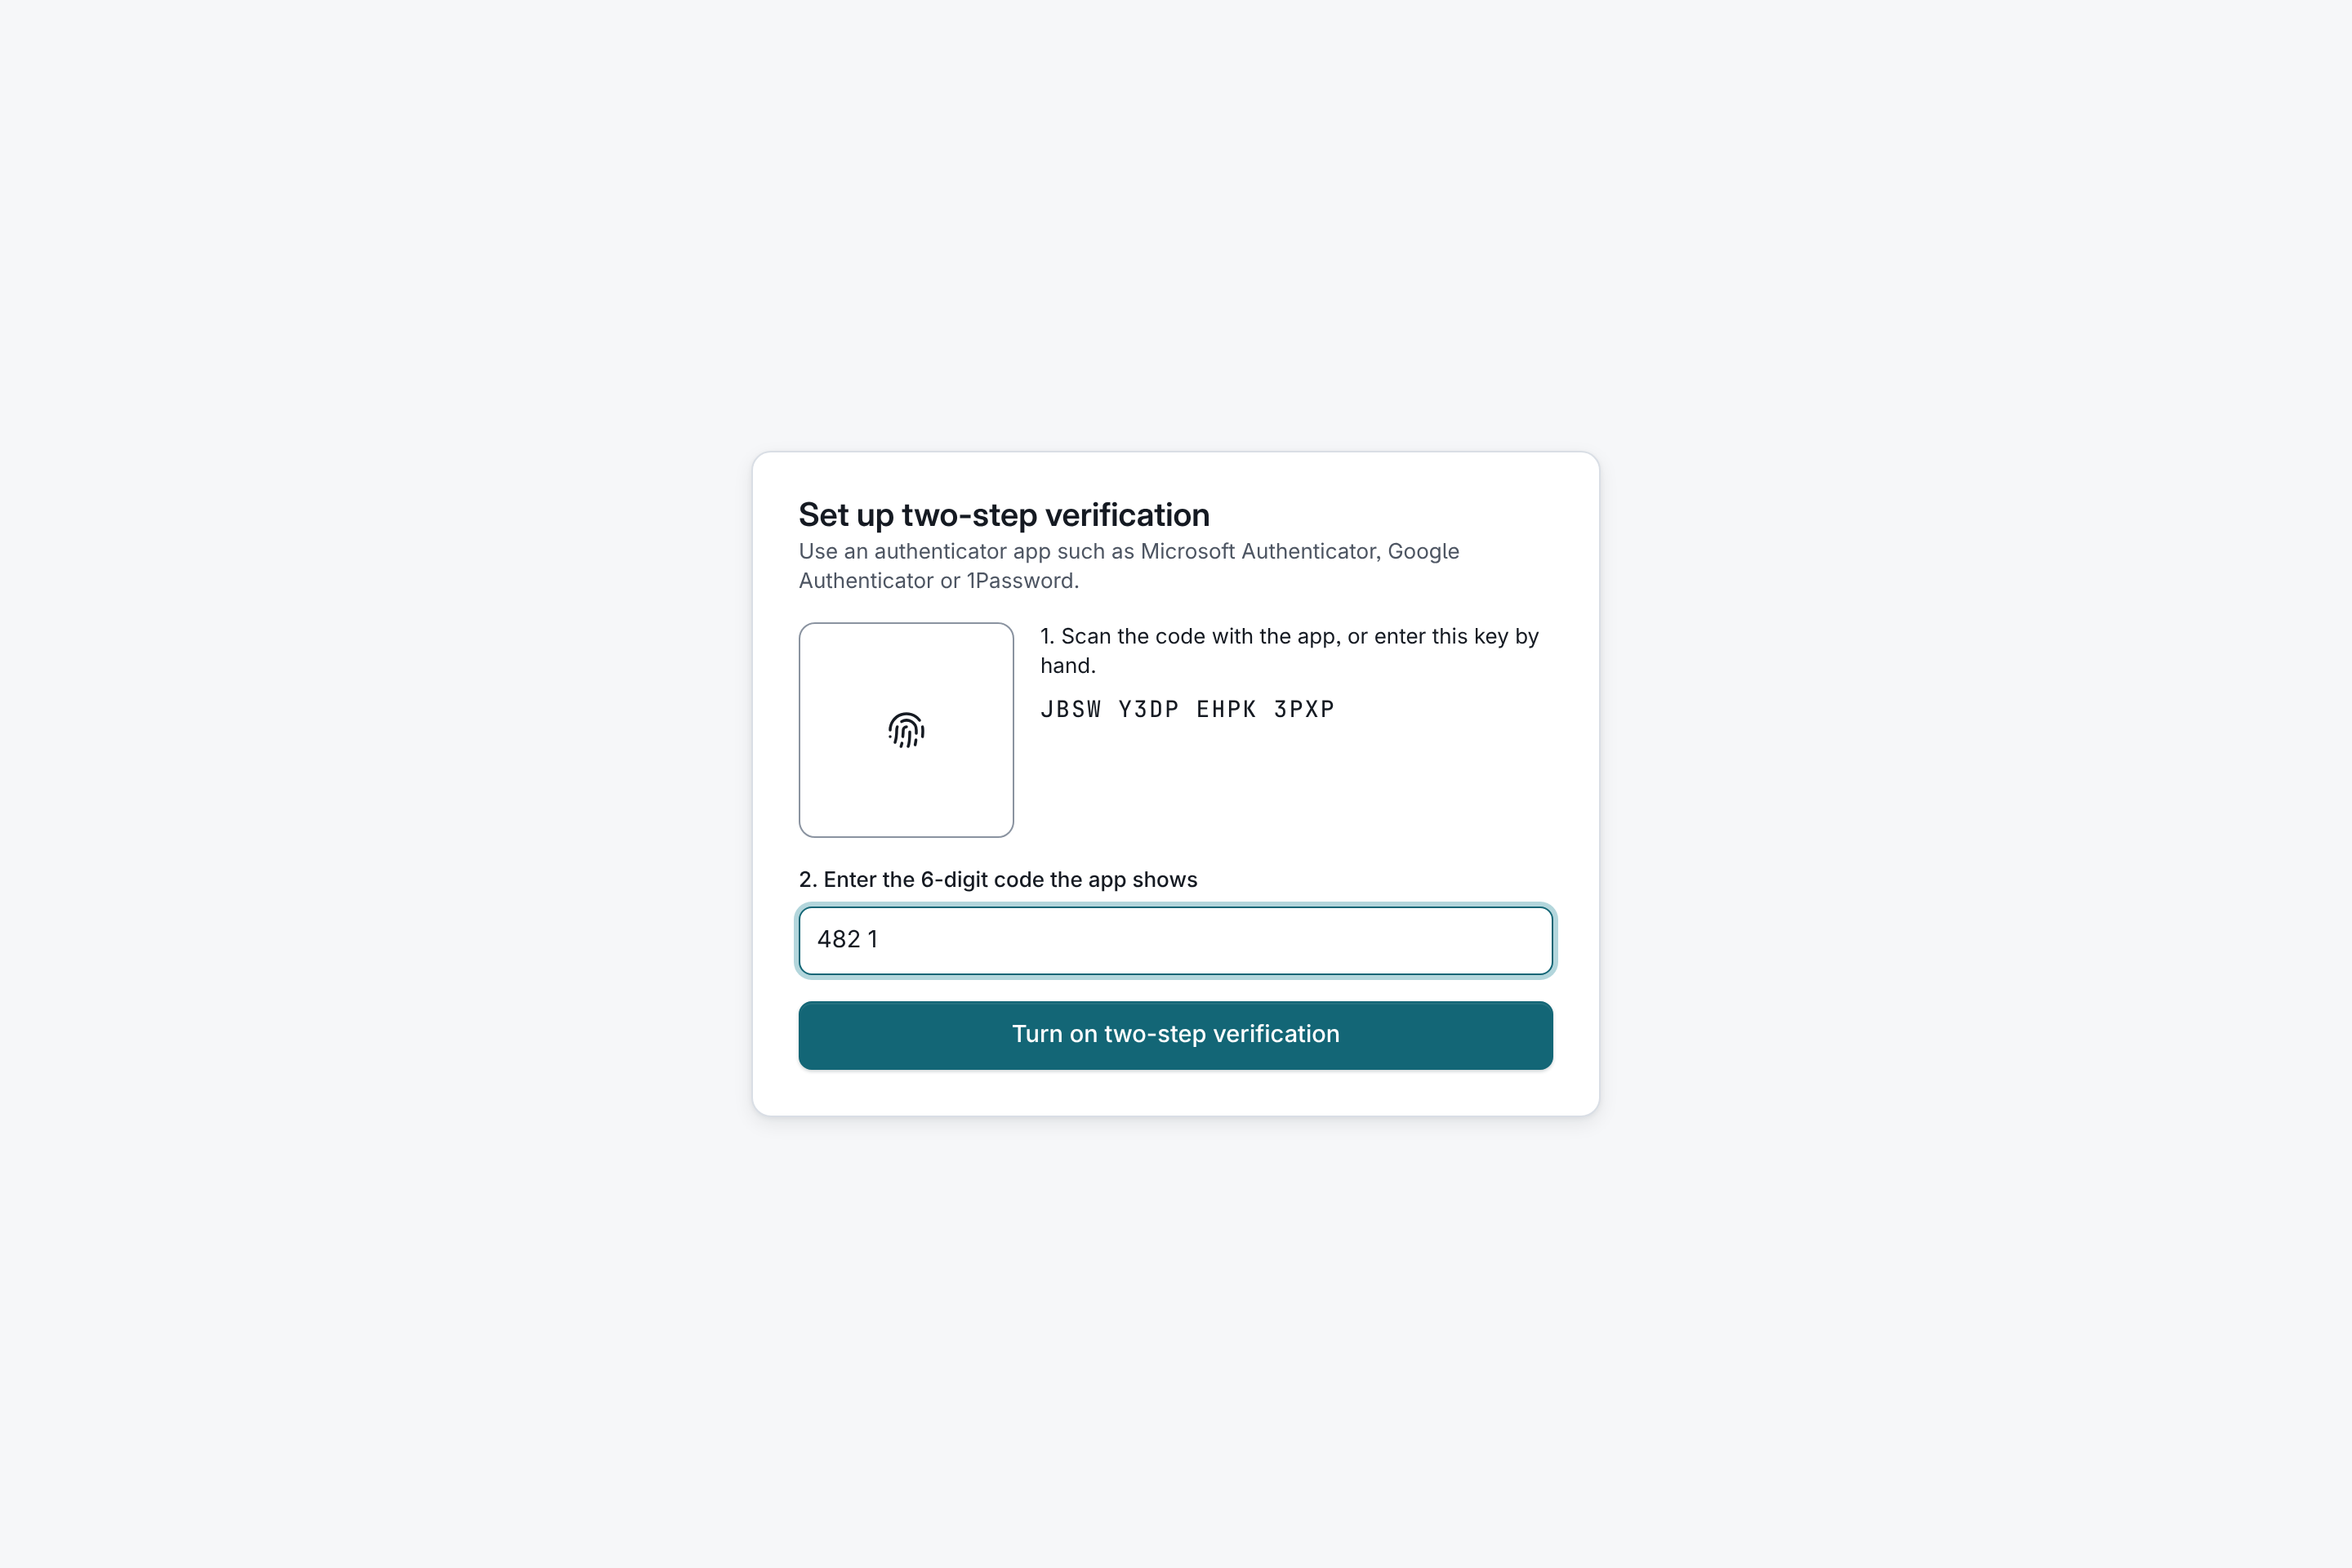 Set up two-step verification
Use an authenticator app such as Microsoft Authenticator, Google
Authenticator or 1Password.
1. Scan the code with the app, or enter this key by
hand.
JBSW Y3DP EHPK 3PXP
2. Enter the 6-digit code the app shows
482 1
Turn on two-step verification